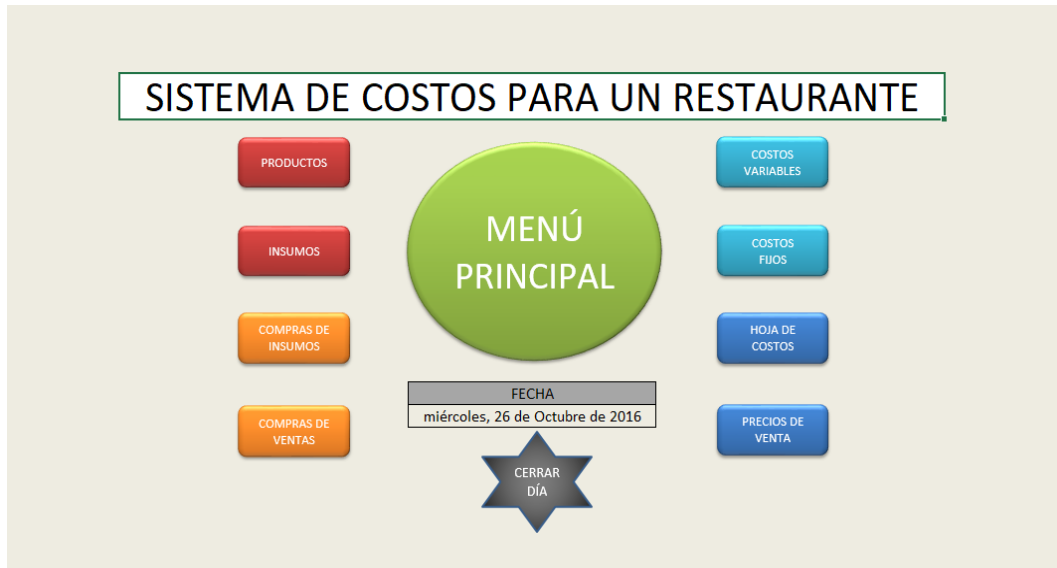 SISTEMA DE COSTOS PARA UN RESTAURANTE
PRODUCTOS
INSUMOS
COMPRAS DE
INSUMOS
COMPRAS DE
VENTAS
MENÚ
PRINCIPAL
FECHA
miércoles, 26 de Octubre de 2016
CERRAR
DÍA
COSTOS
VARIABLES
COSTOS
FIJOS
HOJA DE
COSTOS
PRECIOS DE
VENTA